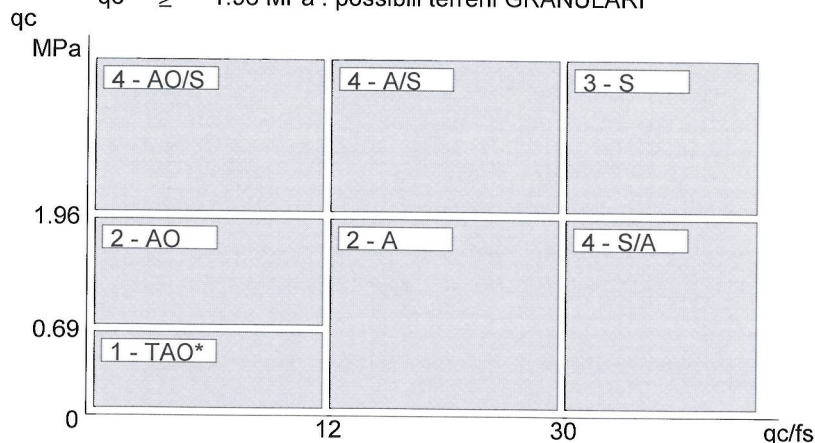 qc ≥ 1.96 MPa : possibili terreni GRANULARI
qc
MPa
4 - AO/S
4 - A/S
3 - S
1.96
2 - AO
2 - A
4 - S/A
0.69
1 - TAO*
0
12
30
qc/fs